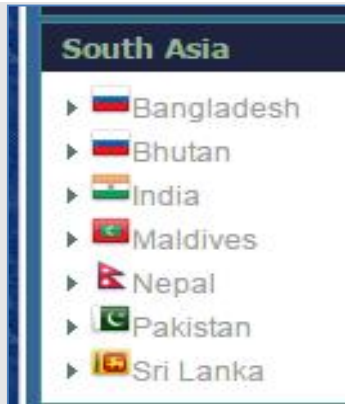 South Asia
Bangladesh
Bhutan
India
Maldives
Nepal
Pakistan
Sri Lanka